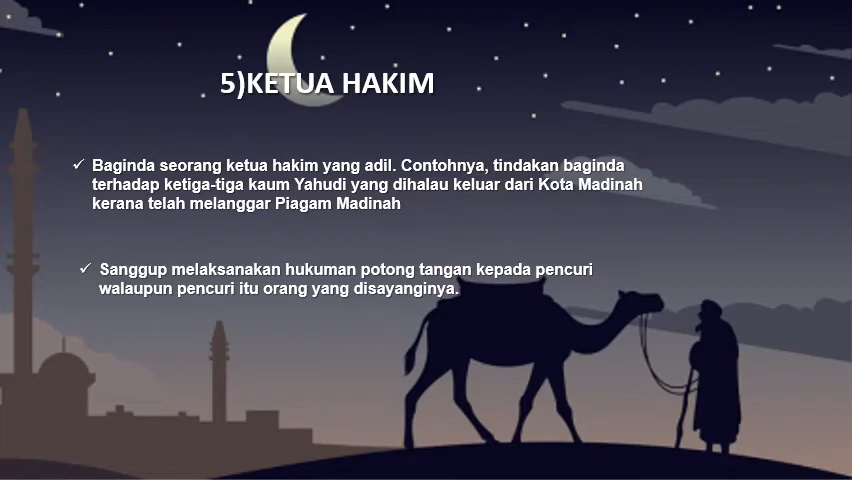 5)KETUA HAKIM
✓ Baginda seorang ketua hakim yang adil. Contohnya, tindakan baginda
terhadap ketiga-tiga kaum Yahudi yang dihalau keluar dari Kota Madinah
kerana telah melanggar Piagam Madinah
✓ Sanggup melaksanakan hukuman potong tangan kepada pencuri
walaupun pencuri itu orang yang disayanginya.